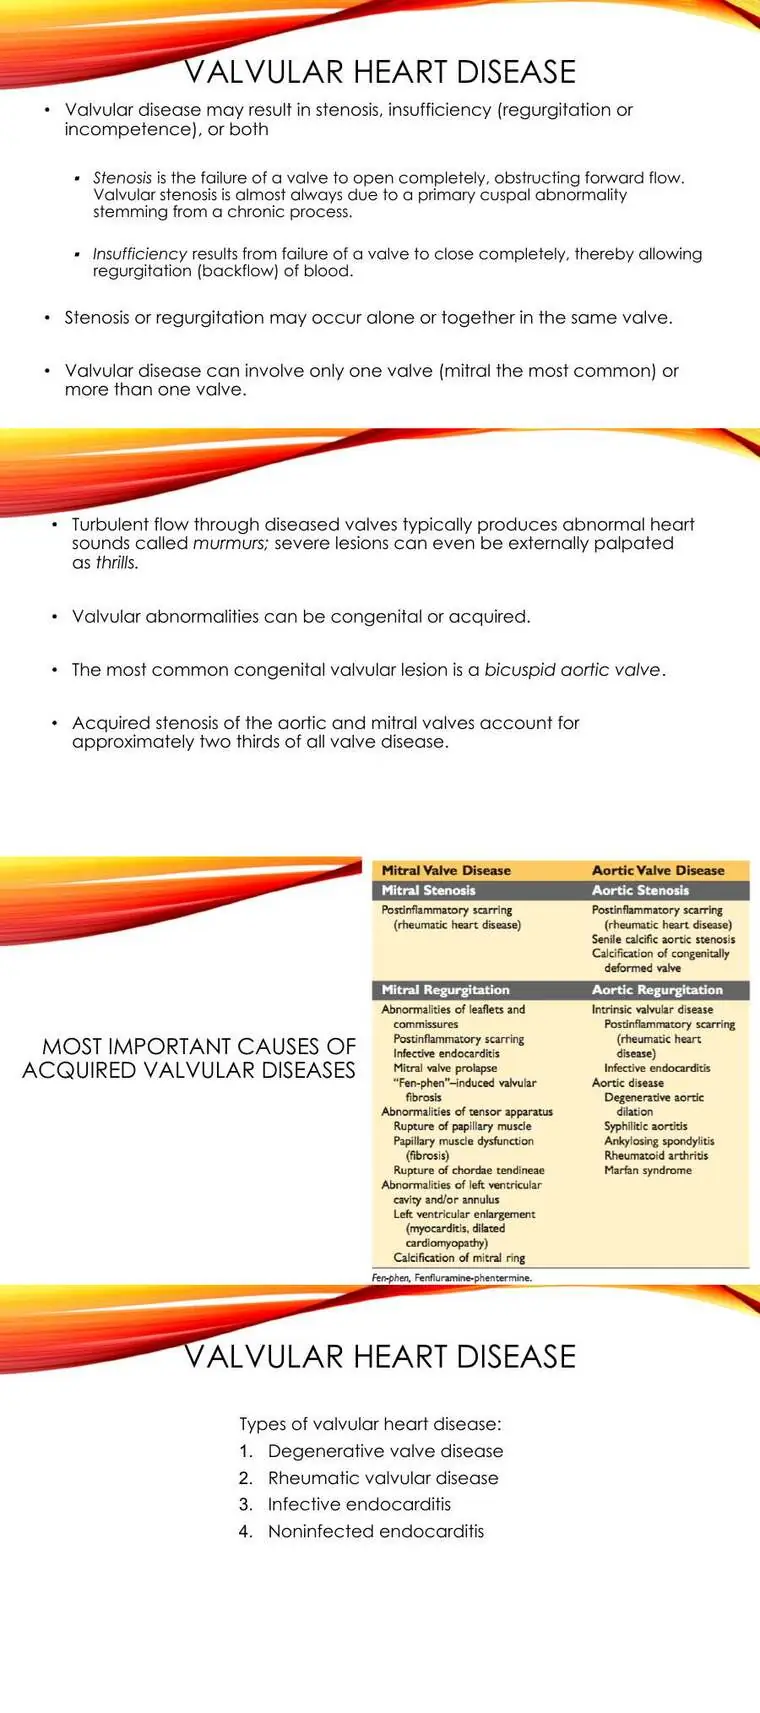 VALVULAR HEART DISEASE
• Valvular disease may result in stenosis, insufficiency (regurgitation or
incompetence), or both
▪ Stenosis is the failure of a valve to open completely, obstructing forward flow.
Valvular stenosis is almost always due to a primary cuspal abnormality
stemming from a chronic process.
▪ Insufficiency results from failure of a valve to close completely, thereby allowing
regurgitation (backflow) of blood.
• Stenosis or regurgitation may occur alone or together in the same valve.
• Valvular disease can involve only one valve (mitral the most common) or
more than one valve.
• Turbulent flow through diseased valves typically produces abnormal heart
sounds called murmurs; severe lesions can even be externally palpated
as thrills.
• Valvular abnormalities can be congenital or acquired.
• The most common congenital valvular lesion is a bicuspid aortic valve.
• Acquired stenosis of the aortic and mitral valves account for
approximately two thirds of all valve disease.
MOST IMPORTANT CAUSES OF
ACQUIRED VALVULAR DISEASES
Mitral Valve Disease
Mitral Stenosis
Postinflammatory scarring
(rheumatic heart disease)
Mitral Regurgitation
Abnormalities of leaflets and
commissures
Postinflammatory scarring
Infective endocarditis
Mitral valve prolapse
"Fen-phen"–induced valvular
fibrosis
Abnormalities of tensor apparatus
Rupture of papillary muscle
Papillary muscle dysfunction
(fibrosis)
Rupture of chordae tendineae
Abnormalities of left ventricular
cavity and/or annulus
Left ventricular enlargement
(myocarditis, dilated
cardiomyopathy)
Calcification of mitral ring
Aortic Valve Disease
Aortic Stenosis
Postinflammatory scarring
(rheumatic heart disease)
Senile calcific aortic stenosis
Calcification of congenitally
deformed valve
Aortic Regurgitation
Intrinsic valvular disease
Postinflammatory scarring
(rheumatic heart
disease)
Infective endocarditis
Aortic disease
Degenerative aortic
dilation
Syphilitic aortitis
Ankylosing spondylitis
Rheumatoid arthritis
Marfan syndrome
Fen-phen, Fenfluramine-phentermine.
VALVULAR HEART DISEASE
Types of valvular heart disease:
1. Degenerative valve disease
2. Rheumatic valvular disease
3. Infective endocarditis
4. Noninfected endocarditis